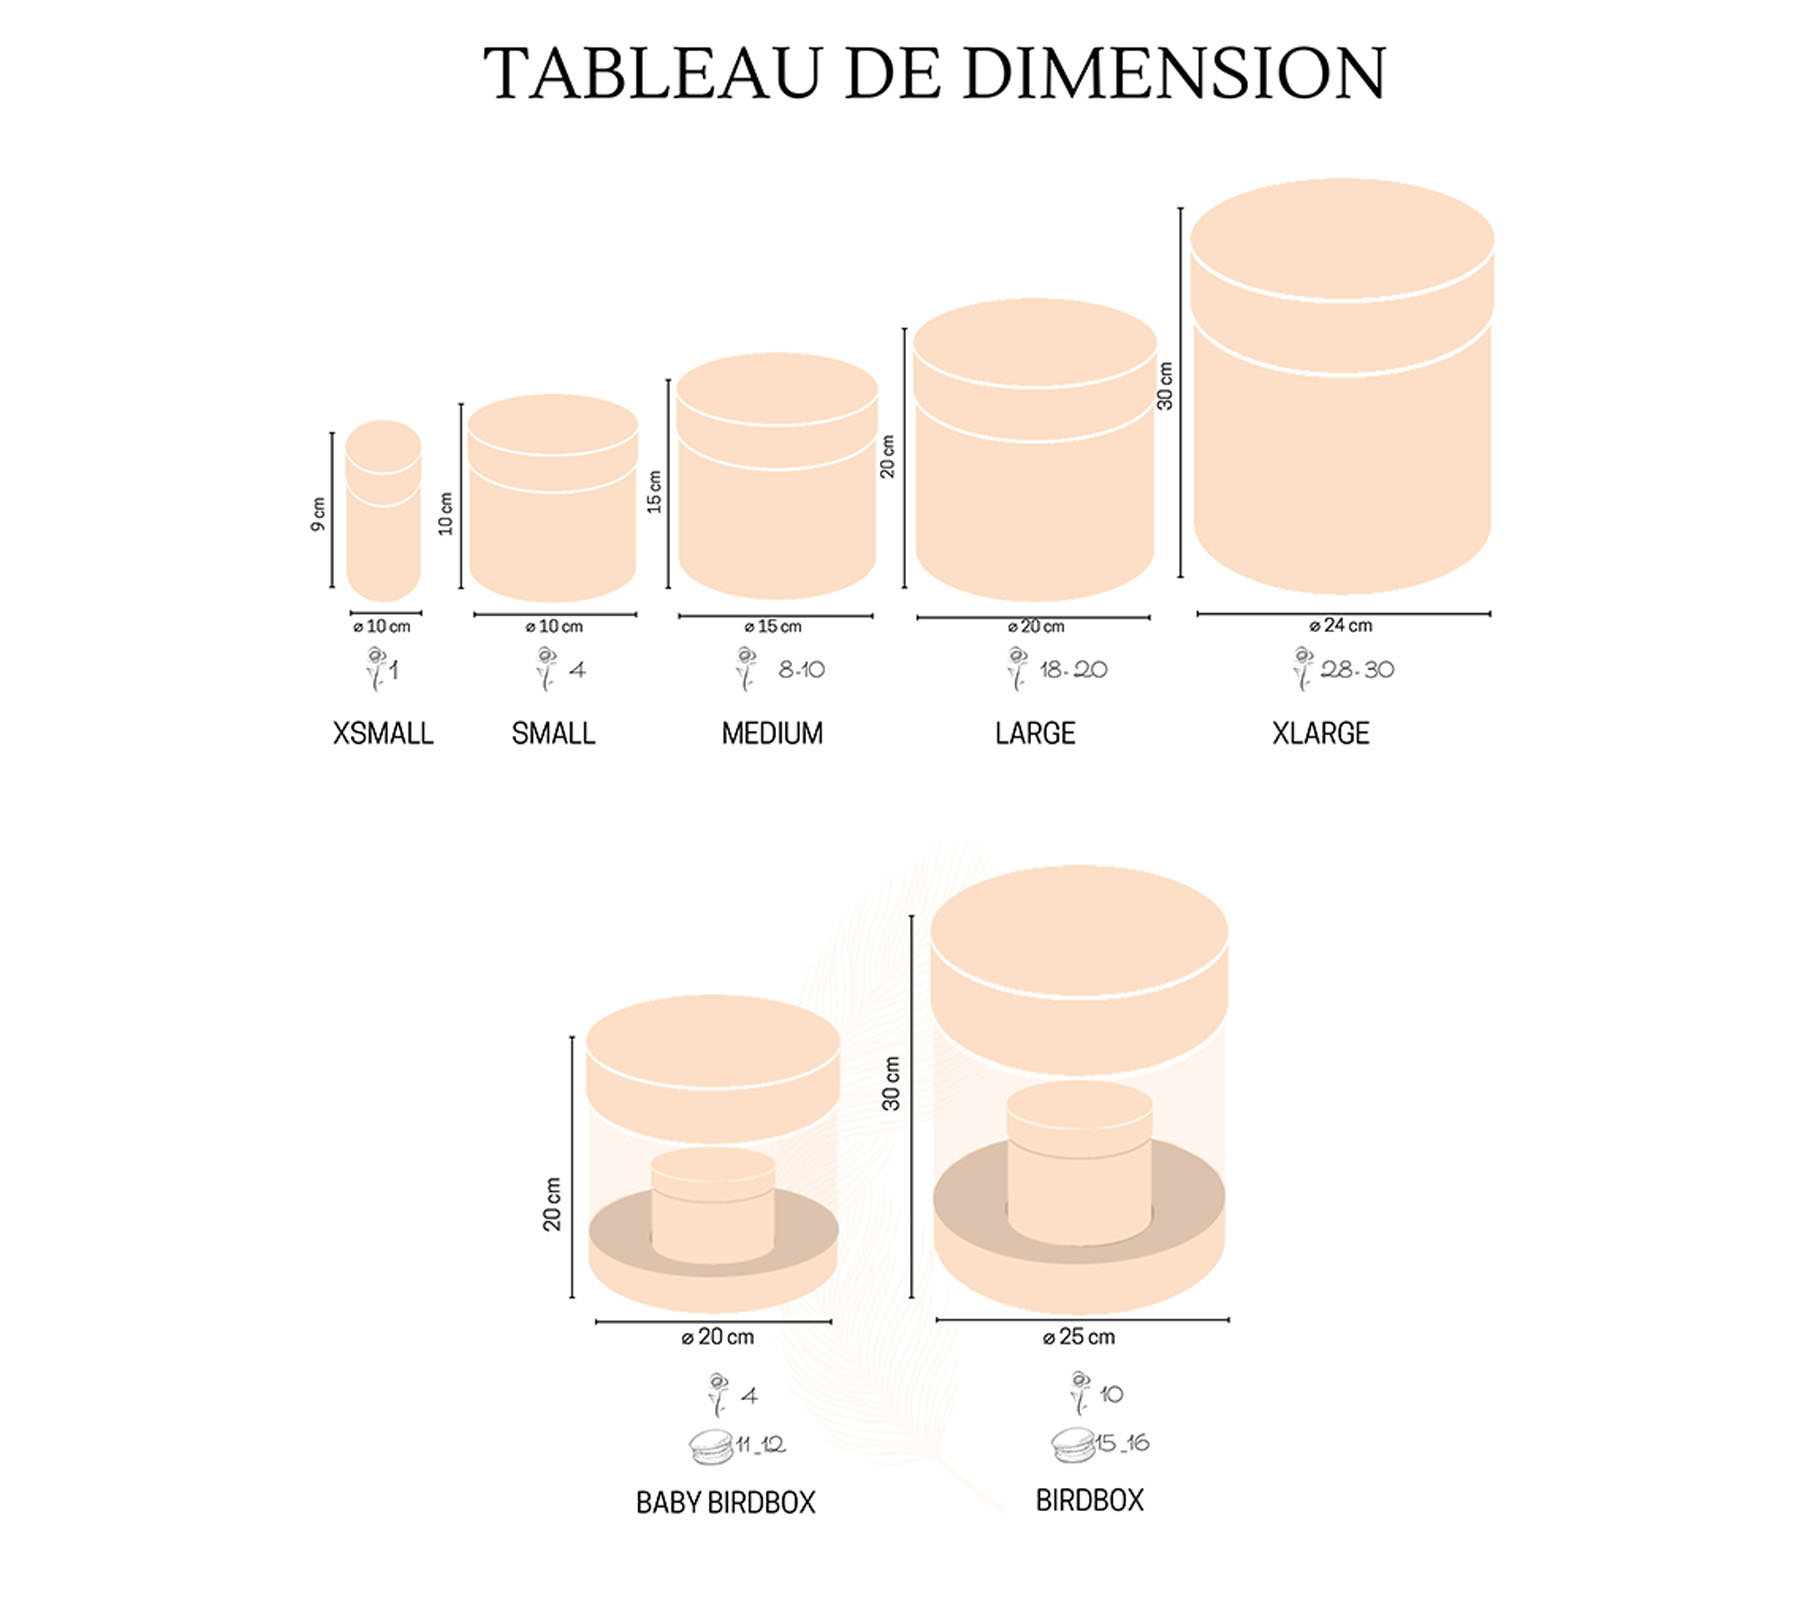 TABLEAU DE DIMENSION
9 cm
10 cm
15 cm
20 cm
30 cm
⌀ 10 cm
⌀ 10 cm
⌀ 15 cm
⌀ 20 cm
⌀ 24 cm
1
4
8-10
18-20
28-30
XSMALL
SMALL
MEDIUM
LARGE
XLARGE
20 cm
30 cm
⌀ 20 cm
⌀ 25 cm
4
10
11_12
15_16
BABY BIRDBOX
BIRDBOX